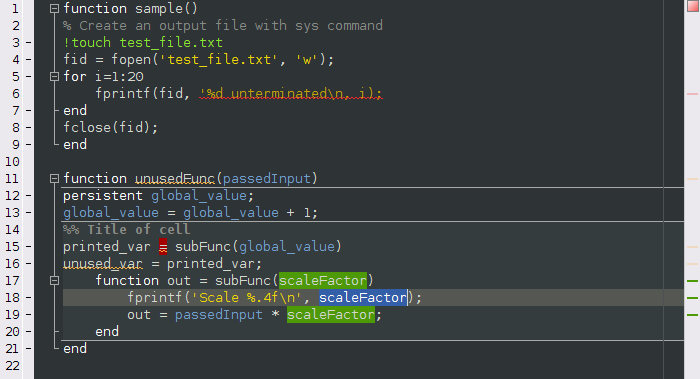 1 function sample()
2 % Create an output file with sys command
3 - !touch test_file.txt
4 - fid = fopen('test_file.txt', 'w');
5 - for i=1:20
6 fprintf(fid, '%d unterminated\n, i);
7 - end
8 - fclose(fid);
9 - end
10
11 function unusedFunc(passedInput)
12 - persistent global_value;
13 - global_value = global_value + 1;
14 %% Title of cell
15 - printed_var = subFunc(global_value)
16 - unused_var = printed_var;
17 function out = subFunc(scaleFactor)
18 - fprintf('Scale %.4f\n', scaleFactor);
19 - out = passedInput * scaleFactor;
20 - end
21 - end
22